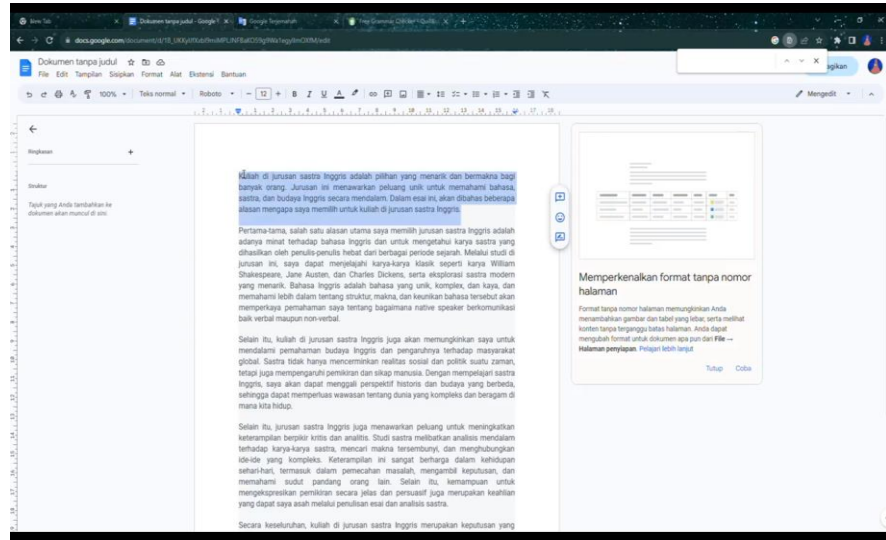 New Tab
Dokumen tanpa judul - Google
Google Terjemahan
Free Grammar Checker | Quillb
docs.google.com
Dokumen tanpa judul
File Edit Tampilan Sisipkan Format Alat Ekstensi Bantuan
100% Teks normal Roboto 12
Mengedit
Ringkasan
Struktur
Tajuk yang Anda tambahkan ke
dokumen akan muncul di sini.
Kuliah di jurusan sastra Inggris adalah pilihan yang menarik dan bermakna bagi
banyak orang. Jurusan ini menawarkan peluang unik untuk memahami bahasa,
sastra, dan budaya Inggris secara mendalam. Dalam esai ini, akan dibahas beberapa
alasan mengapa saya memilih untuk kuliah di jurusan sastra Inggris.
Pertama-tama, salah satu alasan utama saya memilih jurusan sastra Inggris adalah
adanya minat terhadap bahasa Inggris dan untuk mengetahui karya sastra yang
dihasilkan oleh penulis-penulis hebat dari berbagai periode sejarah. Melalui studi di
jurusan ini, saya dapat menjelajahi karya-karya klasik seperti karya William
Shakespeare, Jane Austen, dan Charles Dickens, serta eksplorasi sastra modern
yang menarik. Bahasa Inggris adalah bahasa yang unik, kompleks, dan kaya, dan
memahami lebih dalam tentang struktur, makna, dan keunikan bahasa tersebut akan
memperkaya pemahaman saya tentang bagaimana native speaker berkomunikasi
baik verbal maupun non-verbal.
Selain itu, kuliah di jurusan sastra Inggris juga akan memungkinkan saya untuk
mendalami pemahaman budaya Inggris dan pengaruhnya terhadap masyarakat
global. Sastra tidak hanya mencerminkan realitas sosial dan politik suatu zaman,
tetapi juga mempengaruhi pemikiran dan sikap manusia. Dengan mempelajari sastra
Inggris, saya akan dapat menggali perspektif historis dan budaya yang berbeda,
sehingga dapat memperluas wawasan tentang dunia yang kompleks dan beragam di
mana kita hidup.
Selain itu, jurusan sastra Inggris juga menawarkan peluang untuk meningkatkan
keterampilan berpikir kritis dan analitis. Studi sastra melibatkan analisis mendalam
terhadap karya-karya sastra, mencari makna tersembunyi, dan menghubungkan
ide-ide yang kompleks. Keterampilan ini sangat berharga dalam kehidupan
sehari-hari, termasuk dalam pemecahan masalah, mengambil keputusan, dan
memahami sudut pandang orang lain. Selain itu, kemampuan untuk
mengekspresikan pemikiran secara jelas dan persuasif juga merupakan keahlian
yang dapat saya asah melalui penulisan esai dan analisis sastra.
Secara keseluruhan, kuliah di jurusan sastra Inggris merupakan keputusan yang
Memperkenalkan format tanpa nomor
halaman
Format tanpa nomor halaman memungkinkan Anda
menambahkan gambar dan tabel yang lebar, serta melihat
konten tanpa terganggu batas halaman. Anda dapat
mengubah format untuk dokumen apa pun dari File →
Halaman penyiapan. Pelajari lebih lanjut
Tutup Coba